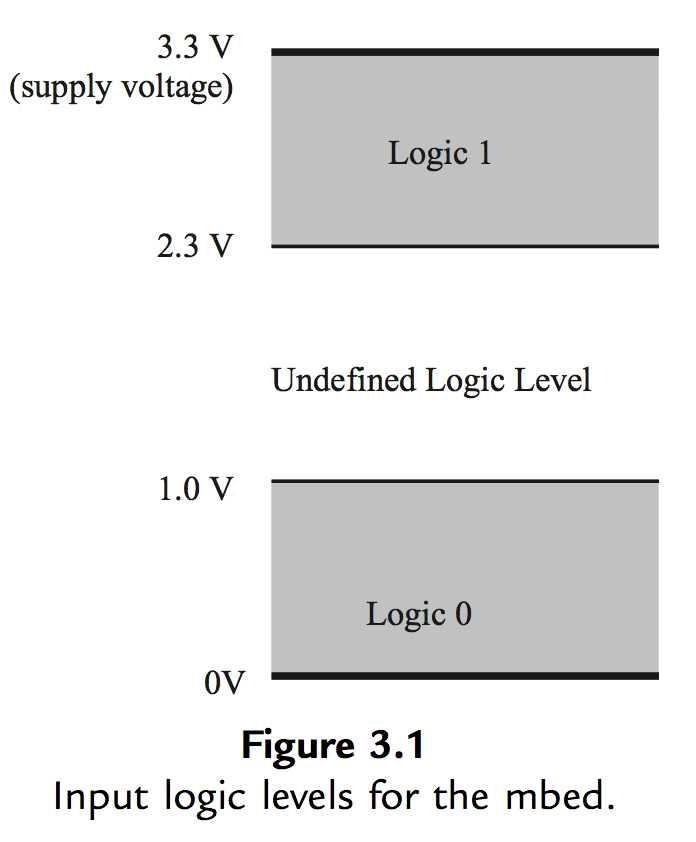 3.3 V
(supply voltage)
Logic 1
2.3 V
Undefined Logic Level
1.0 V
Logic 0
0V
Figure 3.1
Input logic levels for the mbed.